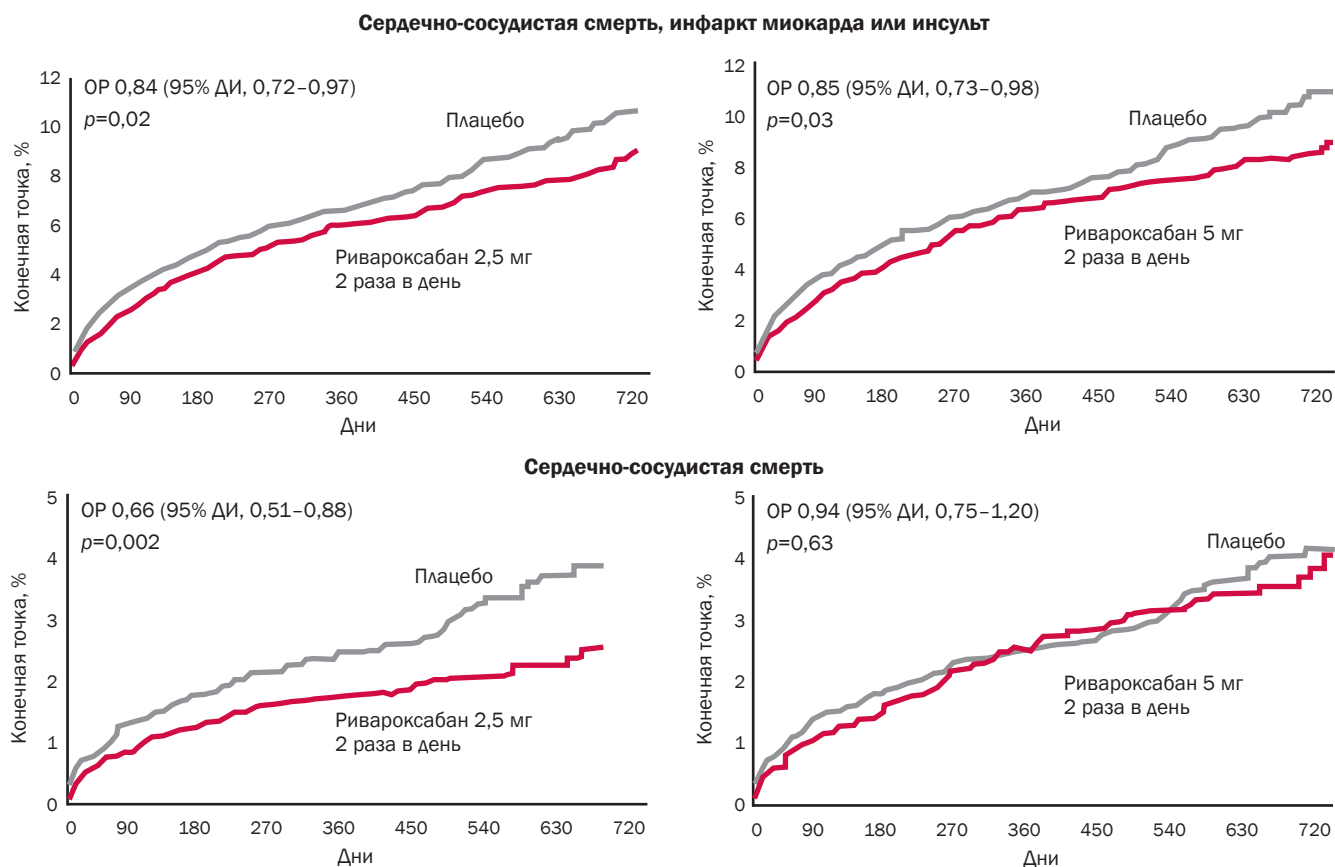 Сердечно-сосудистая смерть, инфаркт миокарда или инсульт
ОР 0,84 (95% ДИ, 0,72–0,97)
p=0,02
Плацебо
Ривароксабан 2,5 мг
2 раза в день
Конечная точка, %
12
10
8
6
4
2
0
0 90 180 270 360 450 540 630 720
Дни
ОР 0,85 (95% ДИ, 0,73–0,98)
p=0,03
Плацебо
Ривароксабан 5 мг
2 раза в день
Конечная точка, %
12
10
8
6
4
2
0
0 90 180 270 360 450 540 630 720
Дни
Сердечно-сосудистая смерть
ОР 0,66 (95% ДИ, 0,51–0,88)
p=0,002
Плацебо
Ривароксабан 2,5 мг
2 раза в день
Конечная точка, %
5
4
3
2
1
0
0 90 180 270 360 450 540 630 720
Дни
ОР 0,94 (95% ДИ, 0,75–1,20)
p=0,63
Плацебо
Ривароксабан 5 мг
2 раза в день
Конечная точка, %
5
4
3
2
1
0
0 90 180 270 360 450 540 630 720
Дни